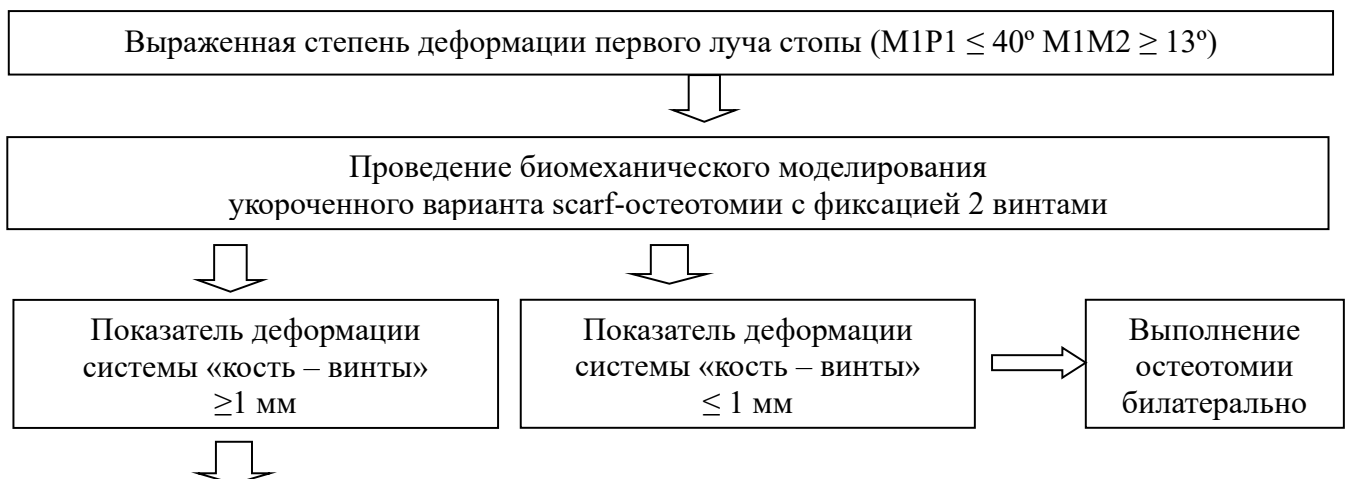 Выраженная степень деформации первого луча стопы (M1P1 ≤ 40º M1M2 ≥ 13º)
Проведение биомеханического моделирования
укороченного варианта scarf-остеотомии с фиксацией 2 винтами
Показатель деформации
системы «кость – винты»
≥1 мм
Показатель деформации
системы «кость – винты»
≤ 1 мм
Выполнение
остеотомии
билатерально